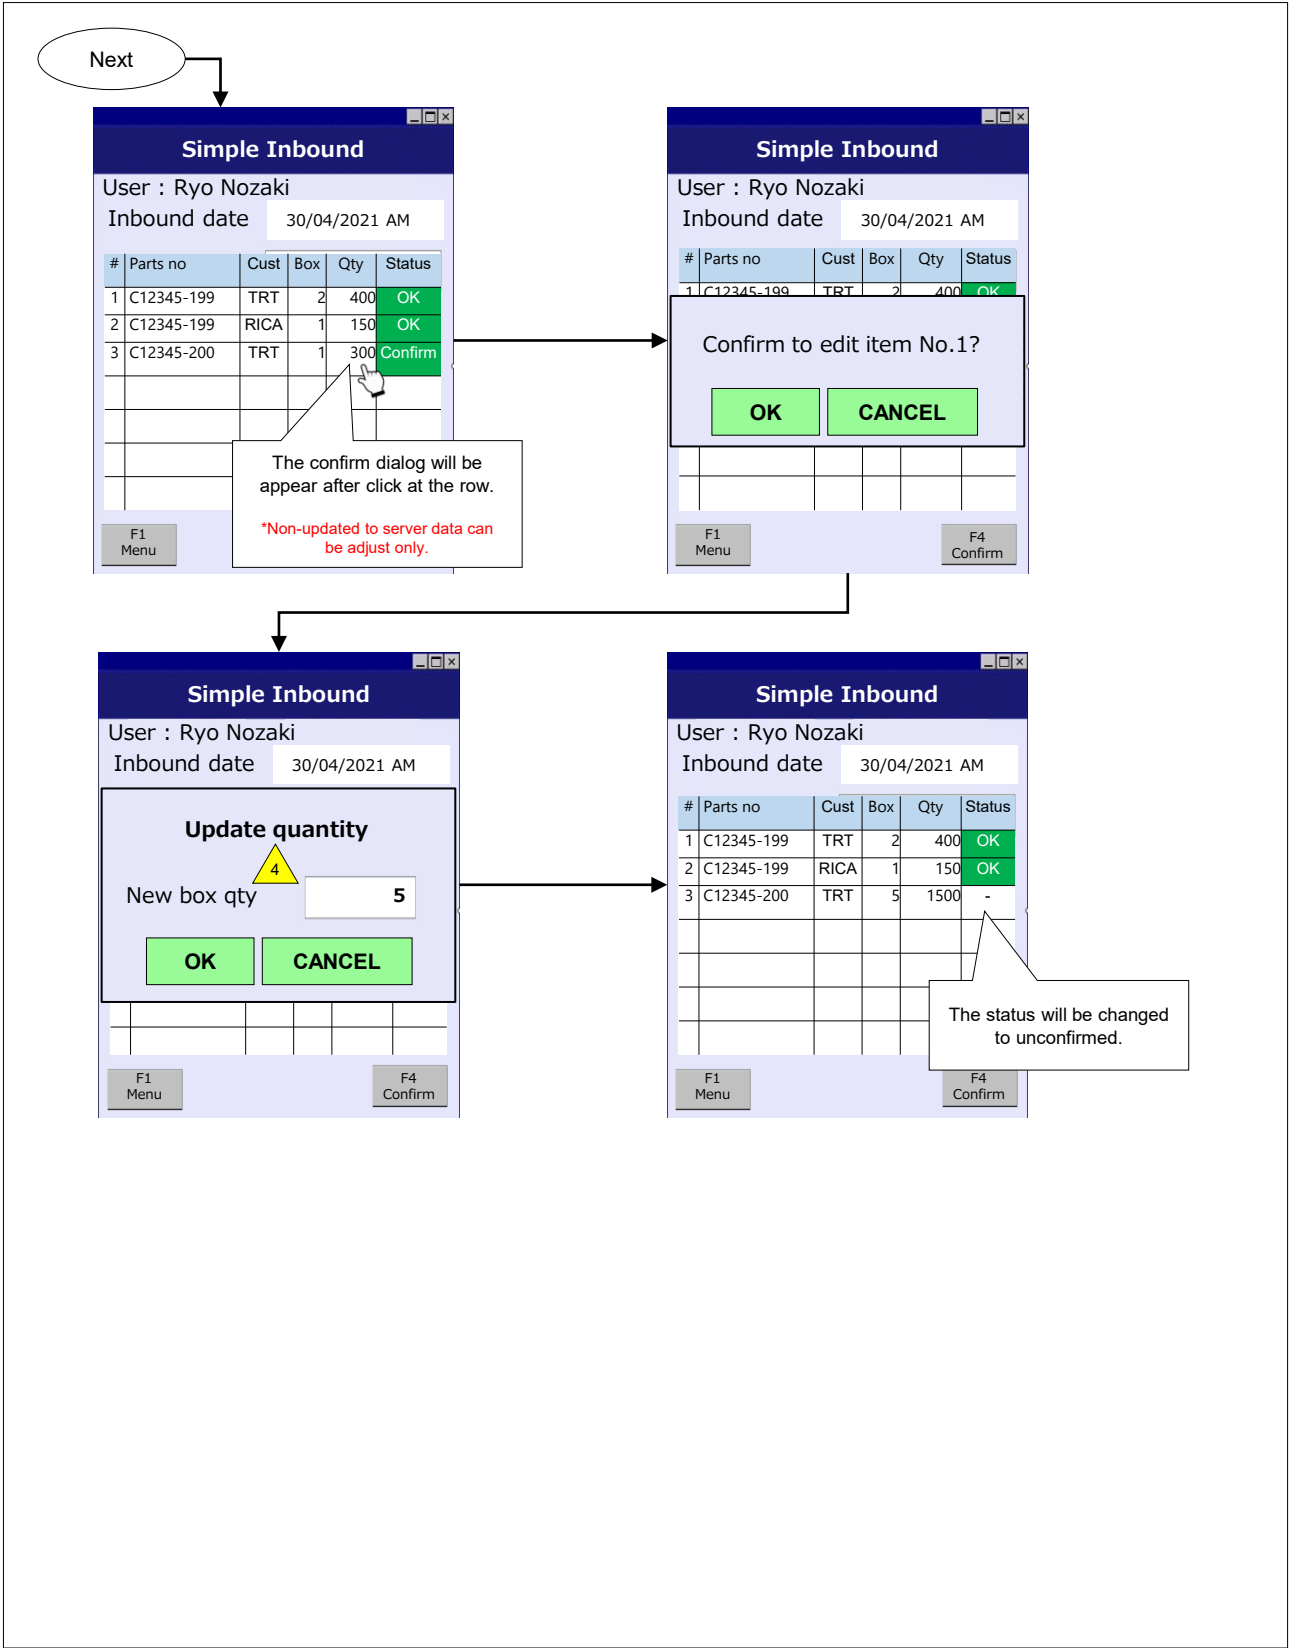 Next
Simple Inbound
User : Ryo Nozaki
Inbound date 30/04/2021 AM
# Parts no Cust Box Qty Status
1 C12345-199 TRT 2 400 OK
2 C12345-199 RICA 1 150 OK
3 C12345-200 TRT 1 300 Confirm
The confirm dialog will be
appear after click at the row.
*Non-updated to server data can
be adjust only.
F1
Menu
Simple Inbound
User : Ryo Nozaki
Inbound date 30/04/2021 AM
# Parts no Cust Box Qty Status
1 C12345-199 TRT 2 400 OK
Confirm to edit item No.1?
OK CANCEL
F1
Menu
F4
Confirm
Simple Inbound
User : Ryo Nozaki
Inbound date 30/04/2021 AM
Update quantity
4
New box qty 5
OK CANCEL
F1
Menu
F4
Confirm
Simple Inbound
User : Ryo Nozaki
Inbound date 30/04/2021 AM
# Parts no Cust Box Qty Status
1 C12345-199 TRT 2 400 OK
2 C12345-199 RICA 1 150 OK
3 C12345-200 TRT 5 1500 -
The status will be changed
to unconfirmed.
F1
Menu
F4
Confirm